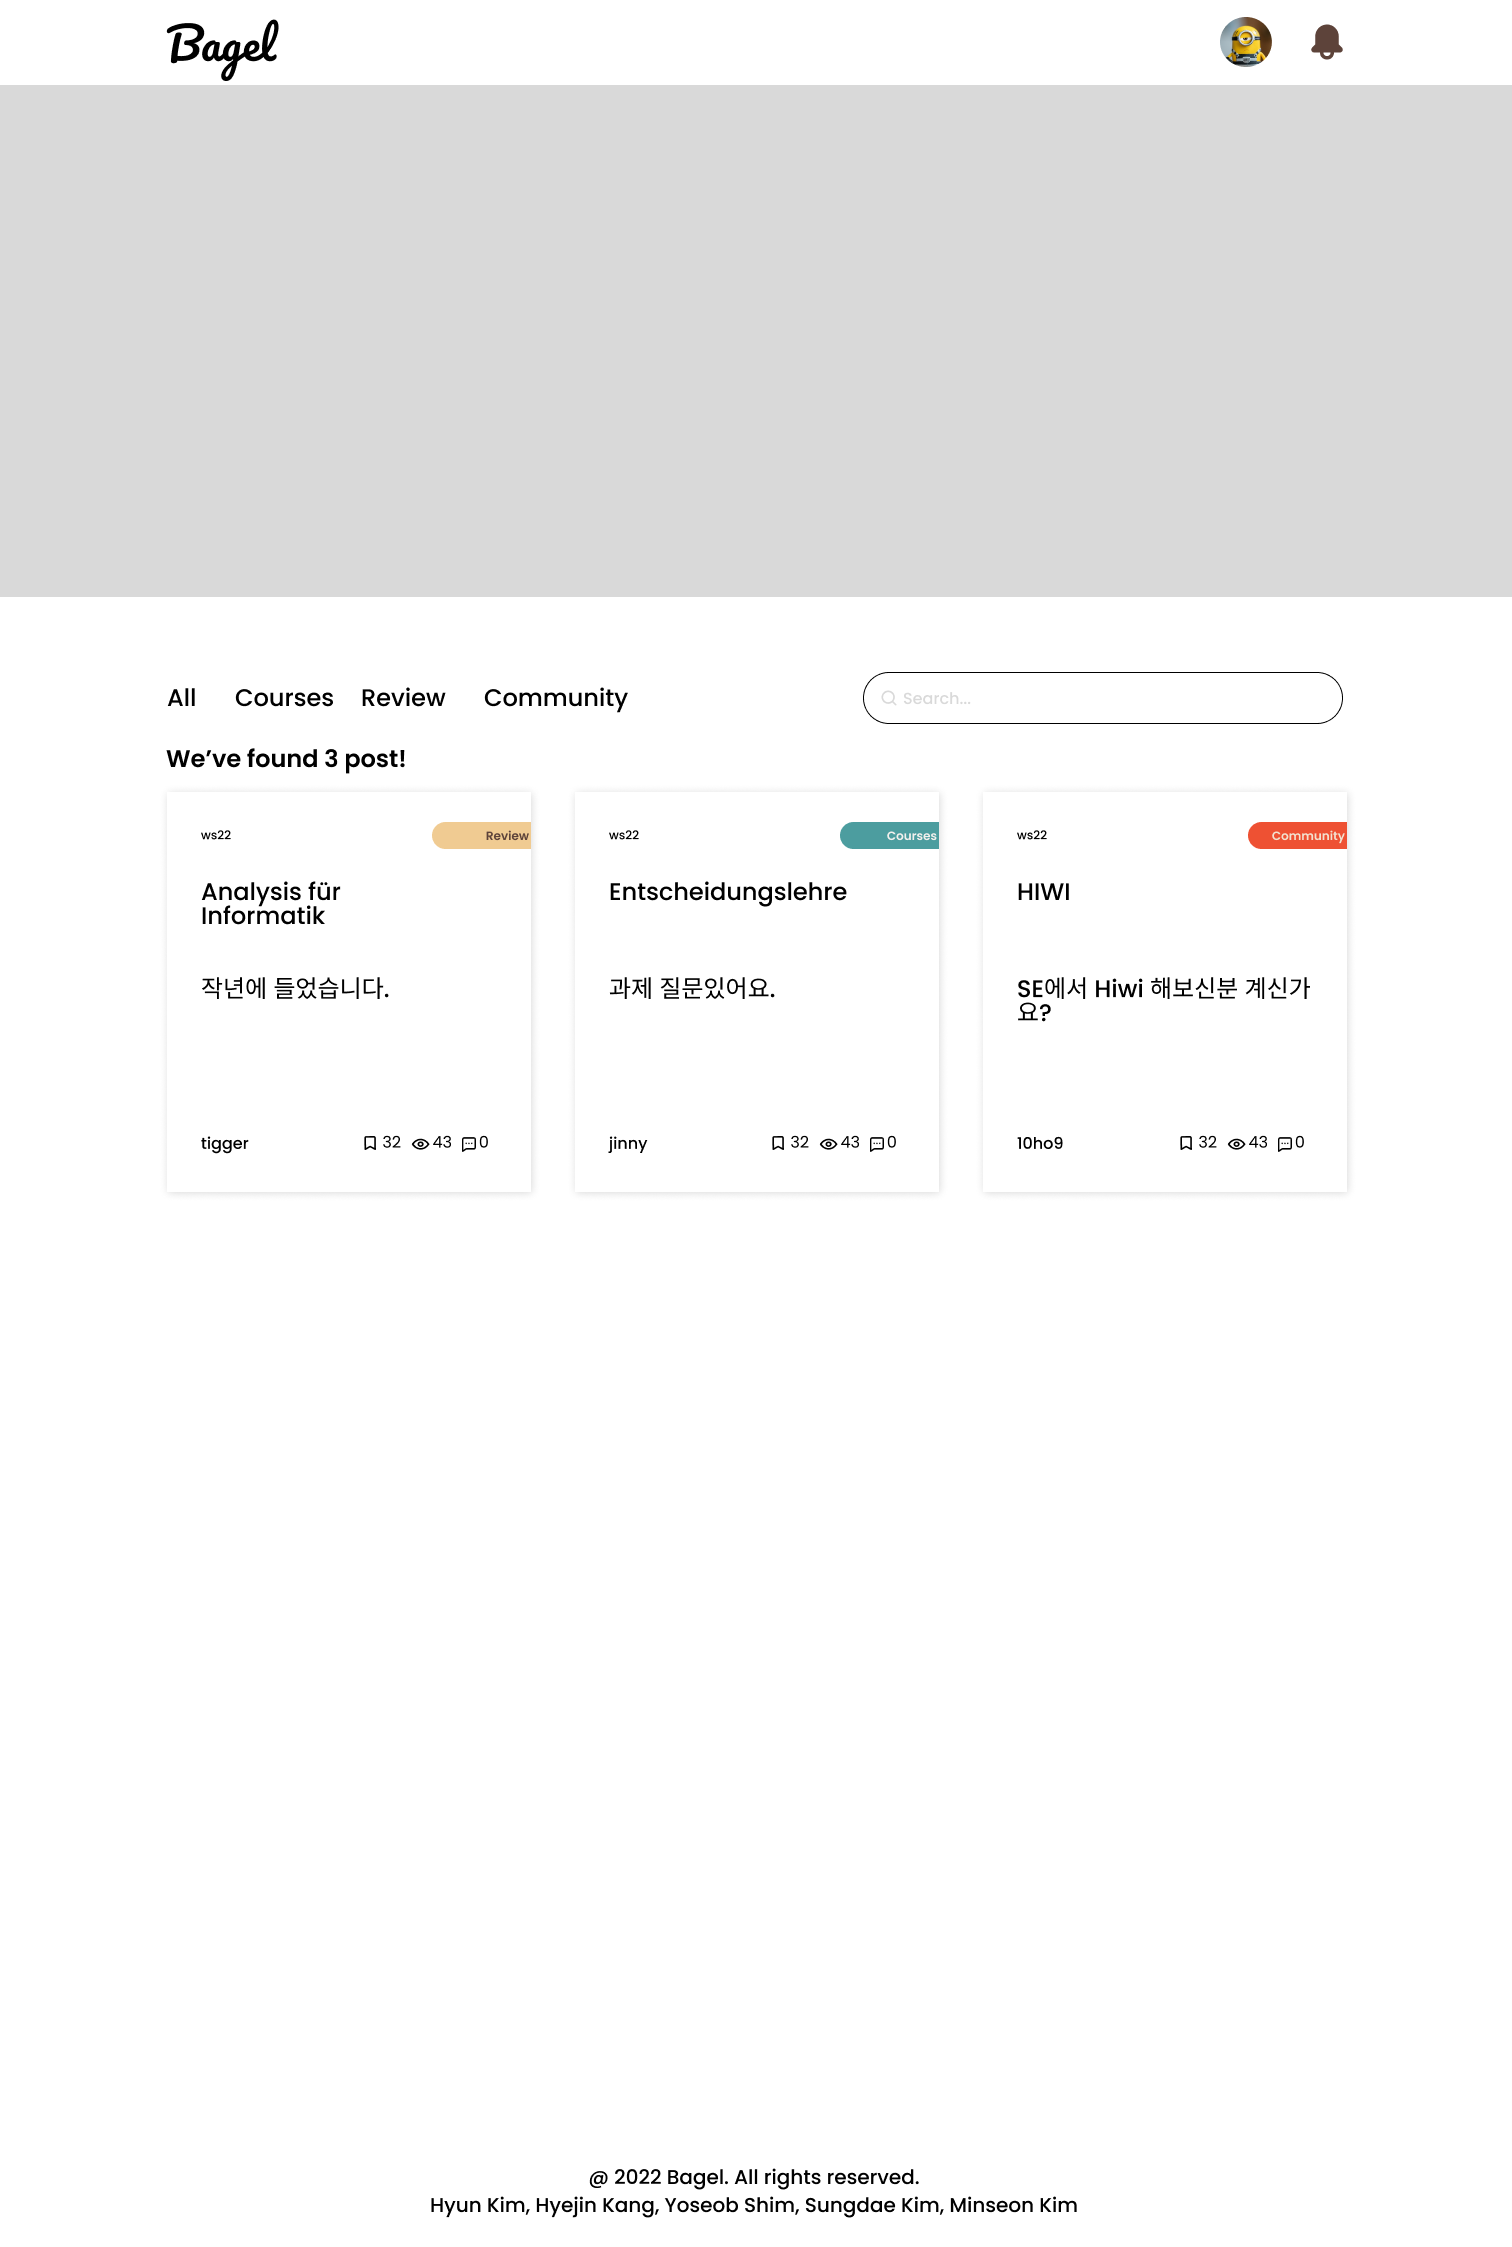 Bagel
All Courses Review Community Search...
We’ve found 3 post!
ws22 Review
Analysis für
Informatik
작년에 들었습니다.
tigger 32 43 0
ws22 Courses
Entscheidungslehre
과제 질문있어요.
jinny 32 43 0
ws22 Community
HIWI
SE에서 Hiwi 해보신분 계신가
요?
10ho9 32 43 0
@ 2022 Bagel. All rights reserved.
Hyun Kim, Hyejin Kang, Yoseob Shim, Sungdae Kim, Minseon Kim